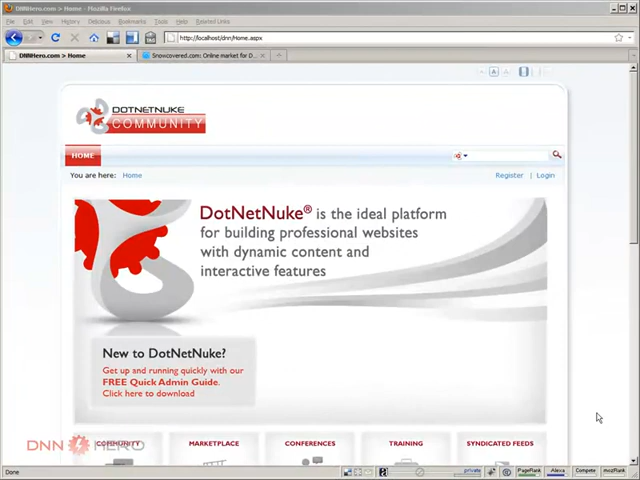 DNNHero.com > Home - Mozilla Firefox
File Edit View History Delicious Bookmarks Tools Help Related Links
http://localhost/dnn/Home.aspx
DNNHero.com > Home
Snowcovered.com: Online market for D...
DOTNETNUKE
COMMUNITY
HOME
You are here: Home
Register | Login
DotNetNuke® is the ideal platform
for building professional websites
with dynamic content and
interactive features
New to DotNetNuke?
Get up and running quickly with our
FREE Quick Admin Guide.
Click here to download
DNN HERO
COMMUNITY MARKETPLACE CONFERENCES TRAINING SYNDICATED FEEDS
Done
private
PageRank
Alexa
Compete
mozRank